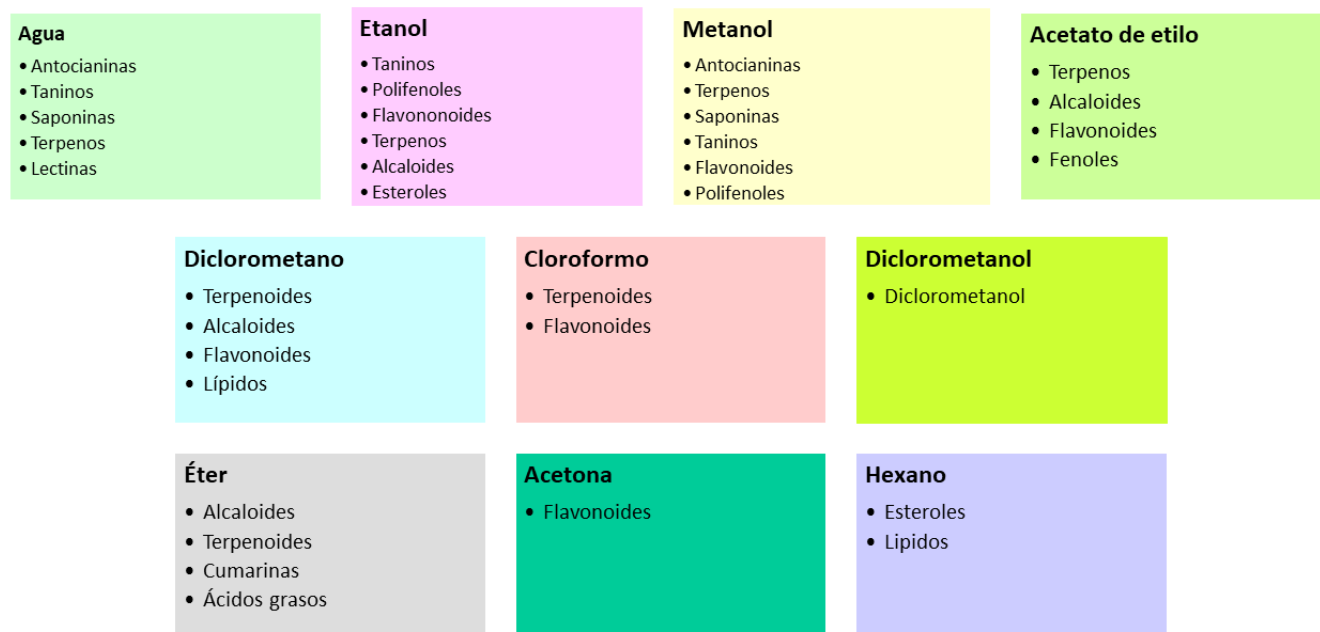 Agua
• Antocianinas
• Taninos
• Saponinas
• Terpenos
• Lectinas
Etanol
• Taninos
• Polifenoles
• Flavononoides
• Terpenos
• Alcaloides
• Esteroles
Metanol
• Antocianinas
• Terpenos
• Saponinas
• Taninos
• Flavonoides
• Polifenoles
Acetato de etilo
• Terpenos
• Alcaloides
• Flavonoides
• Fenoles
Diclorometano
• Terpenoides
• Alcaloides
• Flavonoides
• Lípidos
Cloroformo
• Terpenoides
• Flavonoides
Diclorometanol
• Diclorometanol
Éter
• Alcaloides
• Terpenoides
• Cumarinas
• Ácidos grasos
Acetona
• Flavonoides
Hexano
• Esteroles
• Lipidos